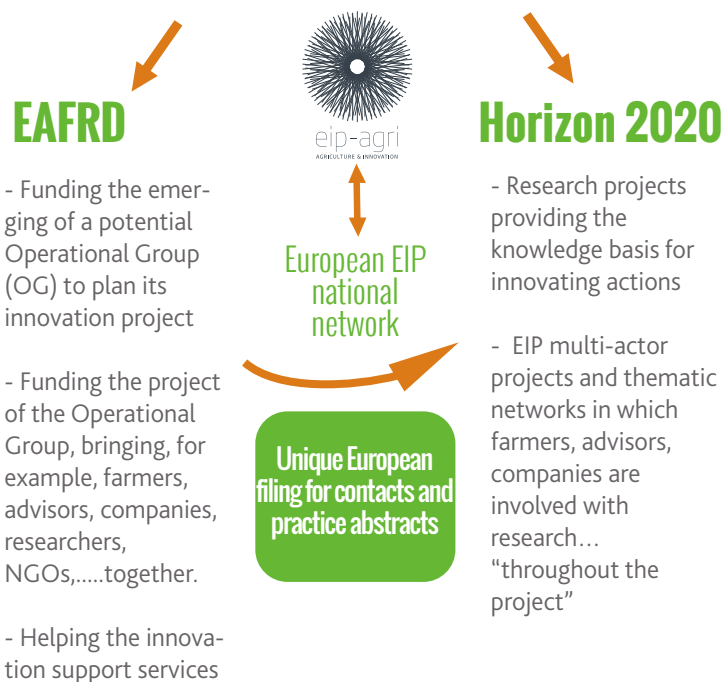 EAFRD
- Funding the emer-
ging of a potential
Operational Group
(OG) to plan its
innovation project
- Funding the project
of the Operational
Group, bringing, for
example, farmers,
advisors, companies,
researchers,
NGOs,.....together.
- Helping the innova-
tion support services
eip-agri
AGRICULTURE & INNOVATION
European EIP
national
network
Unique European
filing for contacts and
practice abstracts
Horizon 2020
- Research projects
providing the
knowledge basis for
innovating actions
- EIP multi-actor
projects and thematic
networks in which
farmers, advisors,
companies are
involved with
research…
“throughout the
project”